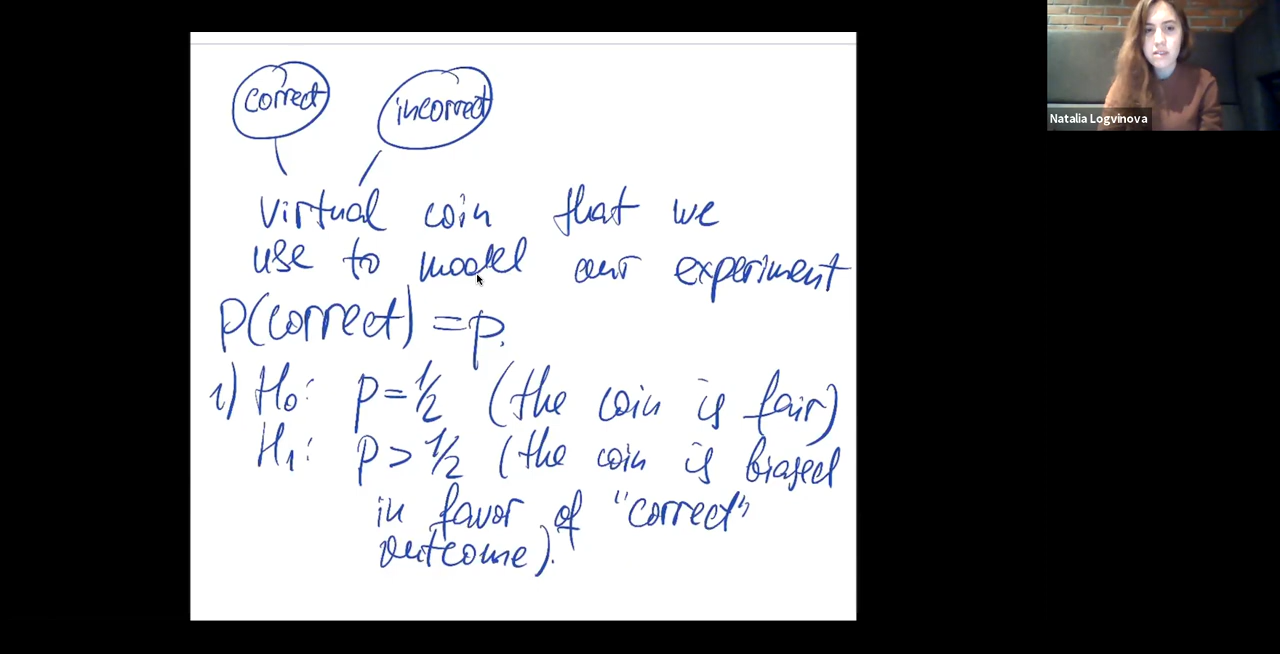 correct incorrect
virtual coin that we
use to model our experiment
P(correct) = p.
1) H₀: p = 1/2 (the coin is fair)
H₁: p > 1/2 (the coin is biased
in favor of "correct"
outcome).
Natalia Logvinova